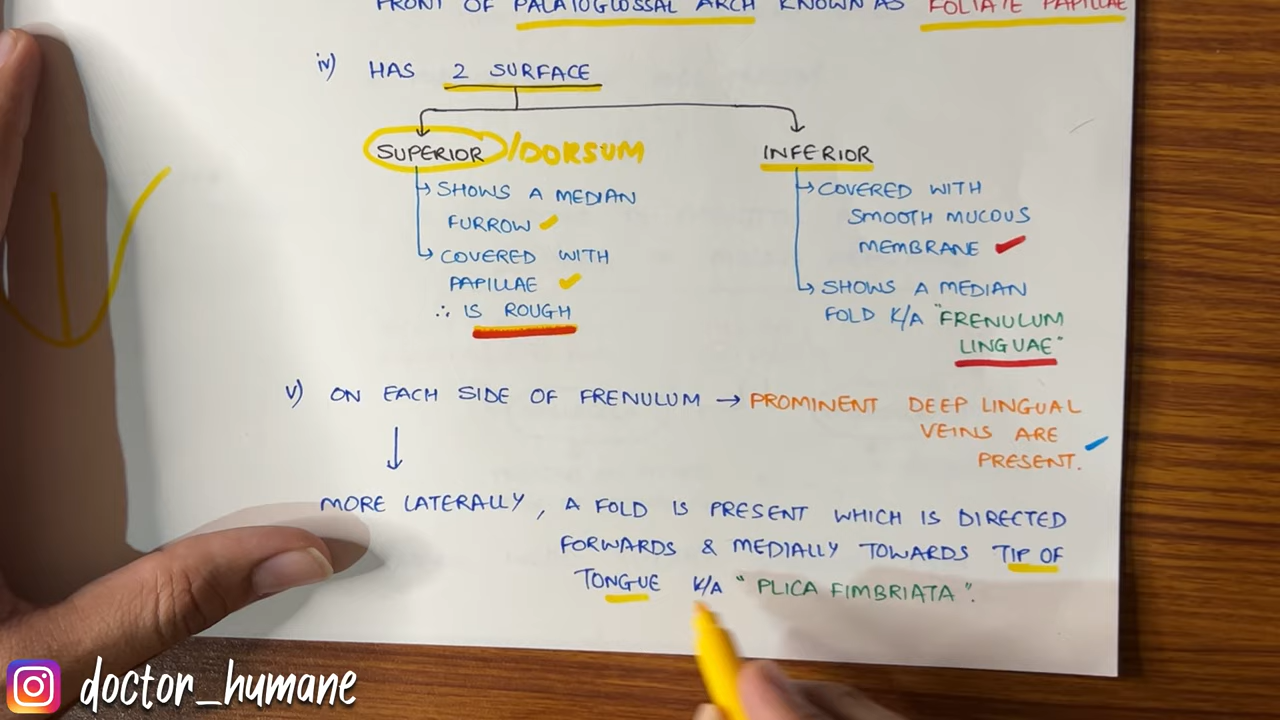 FRONT OF PALATOGLOSSAL ARCH KNOWN AS FOLIATE PAPILLAE
iv) HAS 2 SURFACE
SUPERIOR /DORSUM
SHOWS A MEDIAN
FURROW
COVERED WITH
PAPILLAE
∴ IS ROUGH
INFERIOR
COVERED WITH
SMOOTH MUCOUS
MEMBRANE
SHOWS A MEDIAN
FOLD K/A "FRENULUM
LINGUAE"
v) ON EACH SIDE OF FRENULUM → PROMINENT DEEP LINGUAL
VEINS ARE
PRESENT.
MORE LATERALLY, A FOLD IS PRESENT WHICH IS DIRECTED
FORWARDS & MEDIALLY TOWARDS TIP OF
TONGUE K/A "PLICA FIMBRIATA".
doctor_humane